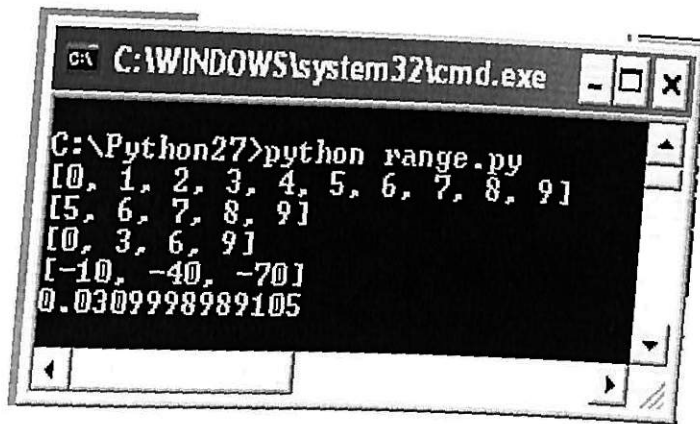 C:\WINDOWS\system32\cmd.exe
C:\Python27>python range.py
[0, 1, 2, 3, 4, 5, 6, 7, 8, 9]
[5, 6, 7, 8, 9]
[0, 3, 6, 9]
[-10, -40, -70]
0.0309998989105